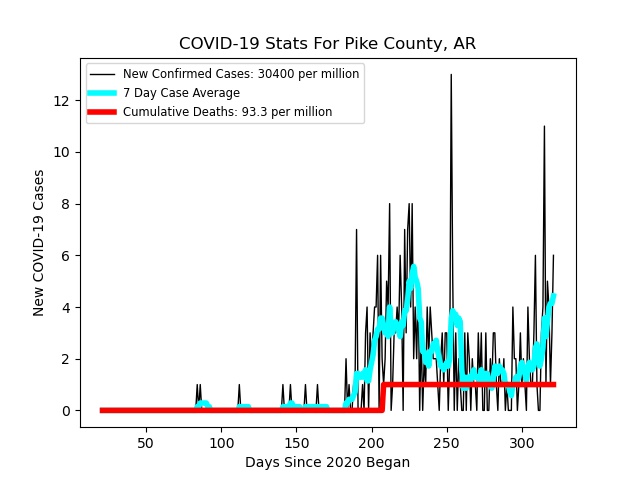 COVID-19 Stats For Pike County, AR
New Confirmed Cases: 30400 per million
7 Day Case Average
Cumulative Deaths: 93.3 per million
New COVID-19 Cases
12
10
8
6
4
2
0
50 100 150 200 250 300
Days Since 2020 Began